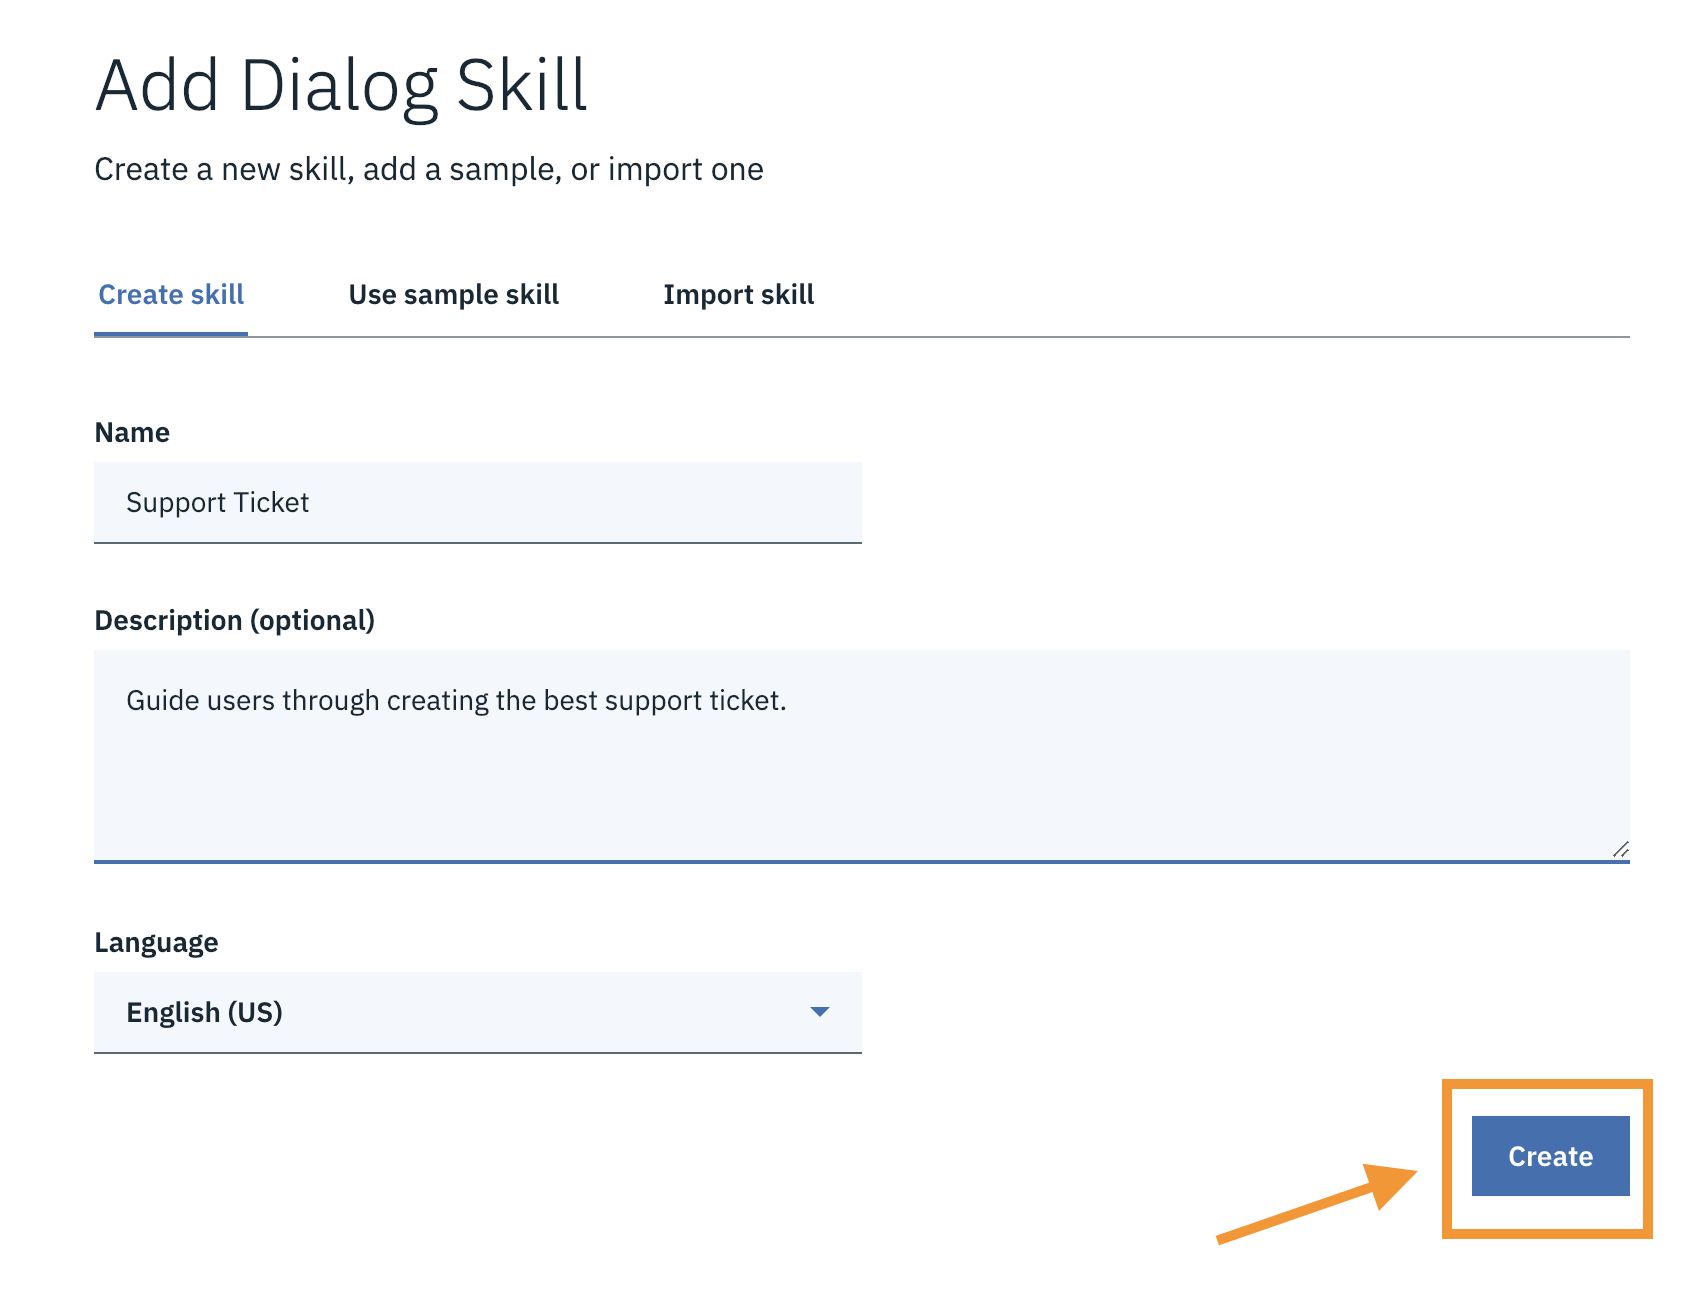 Add Dialog Skill
Create a new skill, add a sample, or import one
Create skill Use sample skill Import skill
Name
Support Ticket
Description (optional)
Guide users through creating the best support ticket.
Language
English (US)
Create